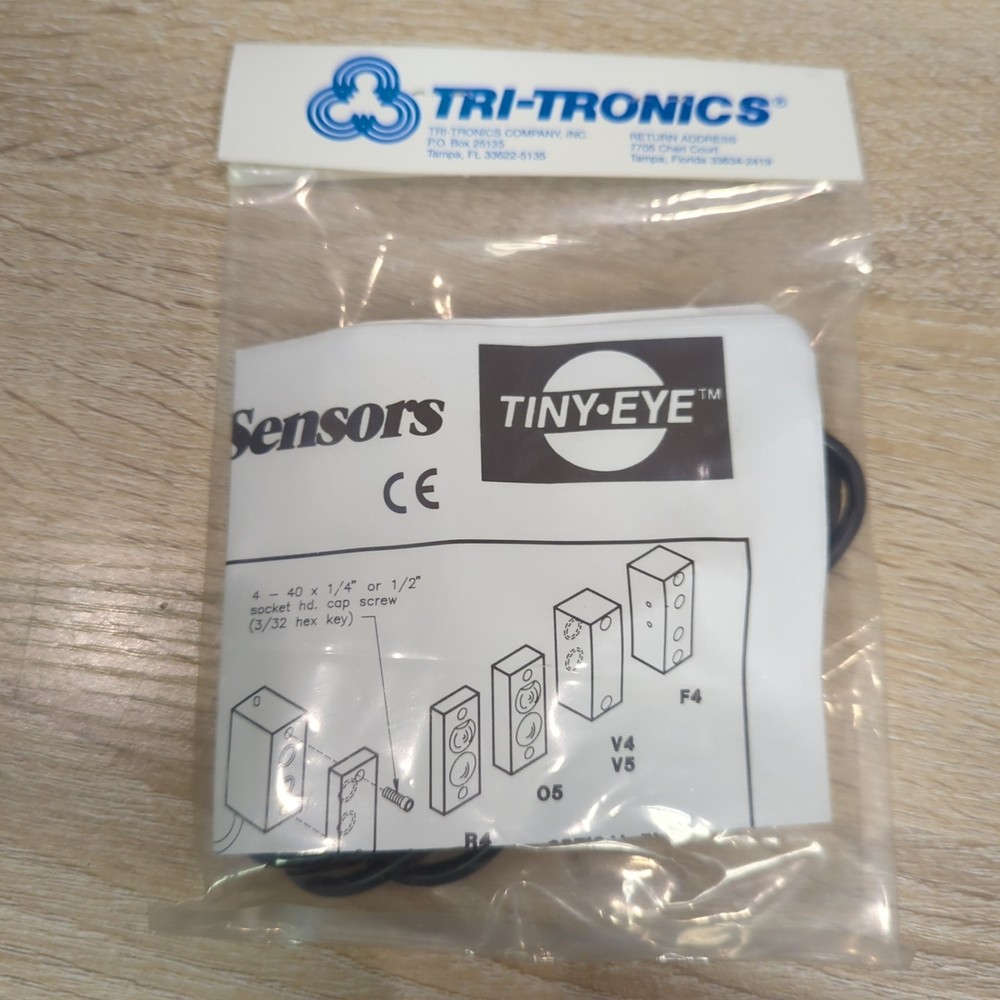 TRI-TRONICS®
TRI-TRONICS COMPANY, INC.
P.O. Box 25135
Tampa, FL 33622-5135
RETURN ADDRESS
7705 Cheri Court
Tampa, Florida 33634-2419
Sensors
TINY•EYE™
CE
4 - 40 x 1/4" or 1/2"
socket hd. cap screw
(3/32 hex key)
F4
V4
V5
O5
R4